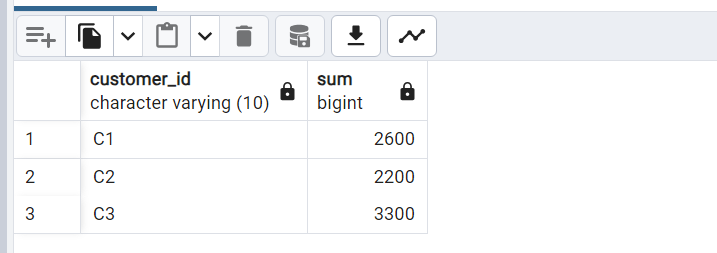 customer_id sum
character varying (10) bigint
1 C1 2600
2 C2 2200
3 C3 3300